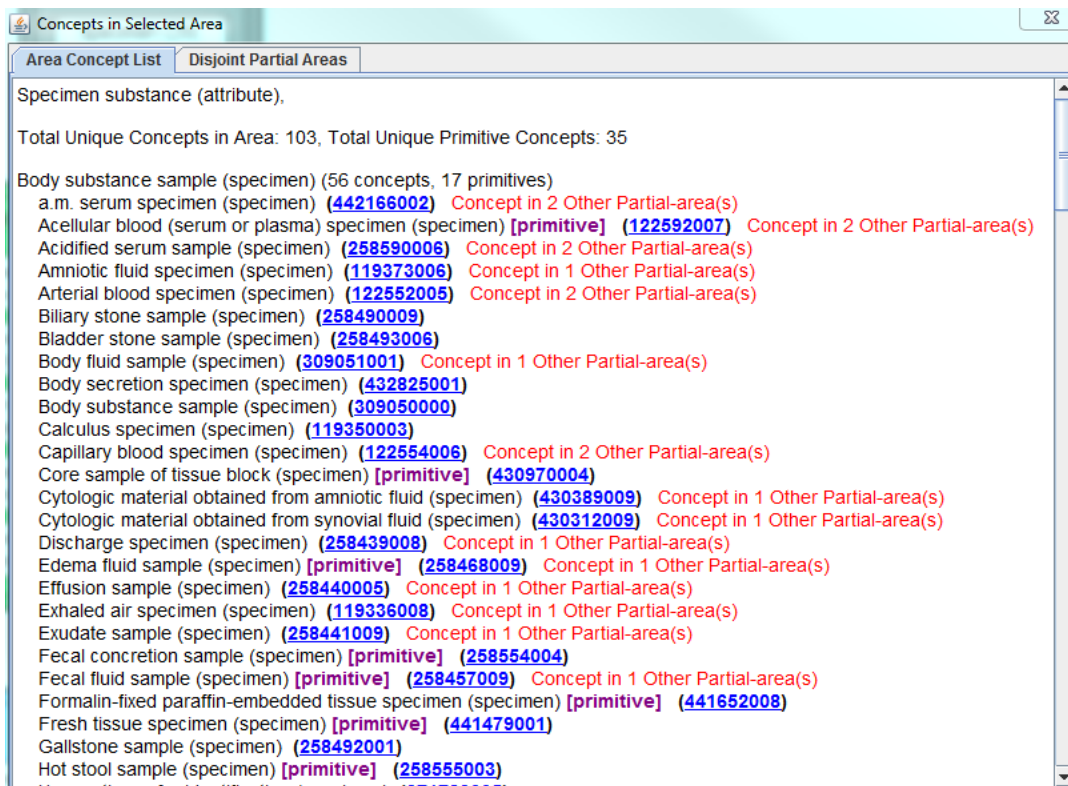 Concepts in Selected Area
Area Concept List Disjoint Partial Areas
Specimen substance (attribute),
Total Unique Concepts in Area: 103, Total Unique Primitive Concepts: 35
Body substance sample (specimen) (56 concepts, 17 primitives)
a.m. serum specimen (specimen) (442166002) Concept in 2 Other Partial-area(s)
Acellular blood (serum or plasma) specimen (specimen) [primitive] (122592007) Concept in 2 Other Partial-area(s)
Acidified serum sample (specimen) (258590006) Concept in 2 Other Partial-area(s)
Amniotic fluid specimen (specimen) (119373006) Concept in 1 Other Partial-area(s)
Arterial blood specimen (specimen) (122552005) Concept in 2 Other Partial-area(s)
Biliary stone sample (specimen) (258490009)
Bladder stone sample (specimen) (258493006)
Body fluid sample (specimen) (309051001) Concept in 1 Other Partial-area(s)
Body secretion specimen (specimen) (432825001)
Body substance sample (specimen) (309050000)
Calculus specimen (specimen) (119350003)
Capillary blood specimen (specimen) (122554006) Concept in 2 Other Partial-area(s)
Core sample of tissue block (specimen) [primitive] (430970004)
Cytologic material obtained from amniotic fluid (specimen) (430389009) Concept in 1 Other Partial-area(s)
Cytologic material obtained from synovial fluid (specimen) (430312009) Concept in 1 Other Partial-area(s)
Discharge specimen (specimen) (258439008) Concept in 1 Other Partial-area(s)
Edema fluid sample (specimen) [primitive] (258468009) Concept in 1 Other Partial-area(s)
Effusion sample (specimen) (258440005) Concept in 1 Other Partial-area(s)
Exhaled air specimen (specimen) (119336008) Concept in 1 Other Partial-area(s)
Exudate sample (specimen) (258441009) Concept in 1 Other Partial-area(s)
Fecal concretion sample (specimen) [primitive] (258554004)
Fecal fluid sample (specimen) [primitive] (258457009) Concept in 1 Other Partial-area(s)
Formalin-fixed paraffin-embedded tissue specimen (specimen) [primitive] (441652008)
Fresh tissue specimen (specimen) [primitive] (441479001)
Gallstone sample (specimen) (258492001)
Hot stool sample (specimen) [primitive] (258555003)